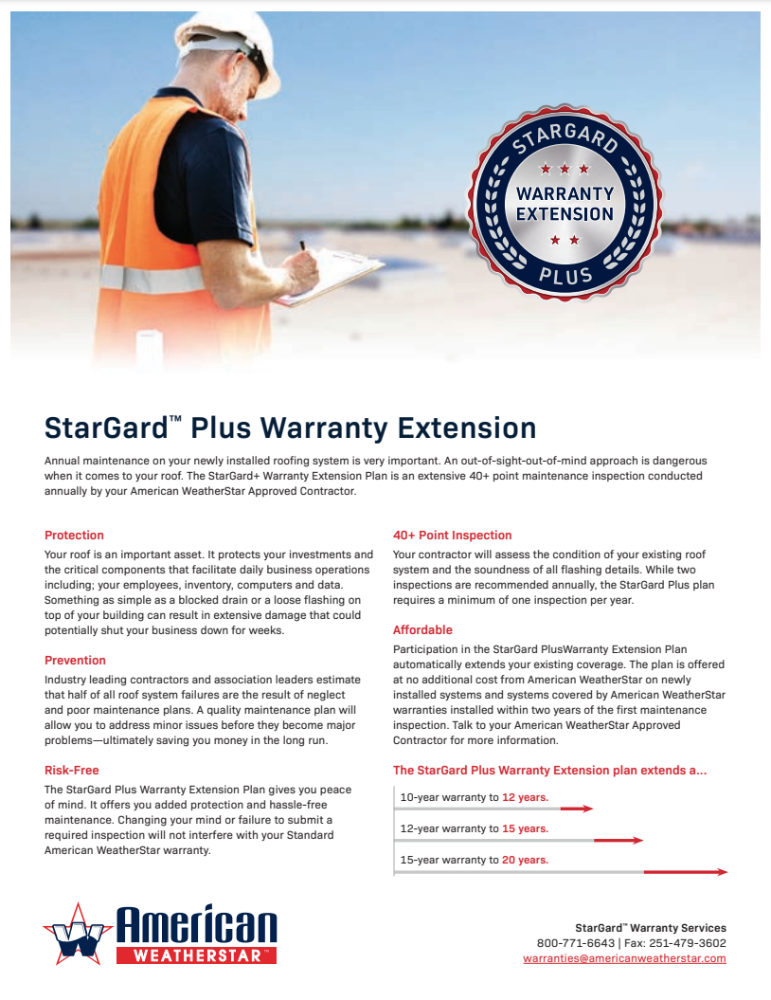 STARGARD
WARRANTY
EXTENSION
PLUS
StarGard™ Plus Warranty Extension
Annual maintenance on your newly installed roofing system is very important. An out-of-sight-out-of-mind approach is dangerous
when it comes to your roof. The StarGard+ Warranty Extension Plan is an extensive 40+ point maintenance inspection conducted
annually by your American WeatherStar Approved Contractor.
Protection
Your roof is an important asset. It protects your investments and
the critical components that facilitate daily business operations
including; your employees, inventory, computers and data.
Something as simple as a blocked drain or a loose flashing on
top of your building can result in extensive damage that could
potentially shut your business down for weeks.
Prevention
Industry leading contractors and association leaders estimate
that half of all roof system failures are the result of neglect
and poor maintenance plans. A quality maintenance plan will
allow you to address minor issues before they become major
problems—ultimately saving you money in the long run.
Risk-Free
The StarGard Plus Warranty Extension Plan gives you peace
of mind. It offers you added protection and hassle-free
maintenance. Changing your mind or failure to submit a
required inspection will not interfere with your Standard
American WeatherStar warranty.
40+ Point Inspection
Your contractor will assess the condition of your existing roof
system and the soundness of all flashing details. While two
inspections are recommended annually, the StarGard Plus plan
requires a minimum of one inspection per year.
Affordable
Participation in the StarGard PlusWarranty Extension Plan
automatically extends your existing coverage. The plan is offered
at no additional cost from American WeatherStar on newly
installed systems and systems covered by American WeatherStar
warranties installed within two years of the first maintenance
inspection. Talk to your American WeatherStar Approved
Contractor for more information.
The StarGard Plus Warranty Extension plan extends a...
10-year warranty to 12 years.
12-year warranty to 15 years.
15-year warranty to 20 years.
W
American
WEATHERSTAR™
StarGard™ Warranty Services
800-771-6643 | Fax: 251-479-3602
warranties@americanweatherstar.com